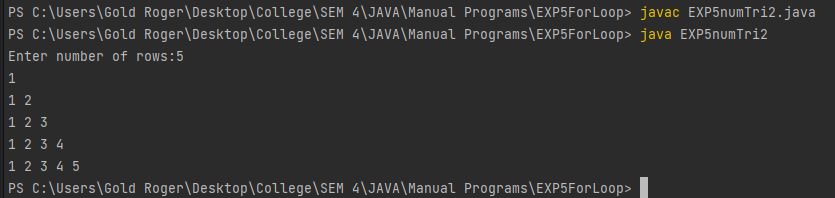 PS C:\Users\Gold Roger\Desktop\College\SEM 4\JAVA\Manual Programs\EXP5ForLoop> javac EXP5numTri2.java
PS C:\Users\Gold Roger\Desktop\College\SEM 4\JAVA\Manual Programs\EXP5ForLoop> java EXP5numTri2
Enter number of rows:5
1
1 2
1 2 3
1 2 3 4
1 2 3 4 5
PS C:\Users\Gold Roger\Desktop\College\SEM 4\JAVA\Manual Programs\EXP5ForLoop>